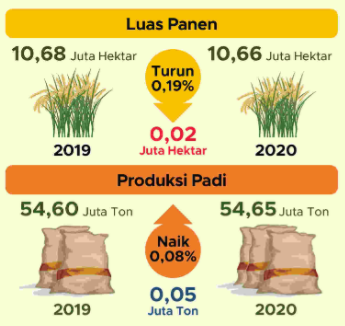 Luas Panen
10,68 Juta Hektar
10,66 Juta Hektar
Turun
0,19%
2019
0,02
Juta Hektar
2020
Produksi Padi
54,60 Juta Ton
54,65 Juta Ton
Naik
0,08%
2019
0,05
Juta Ton
2020